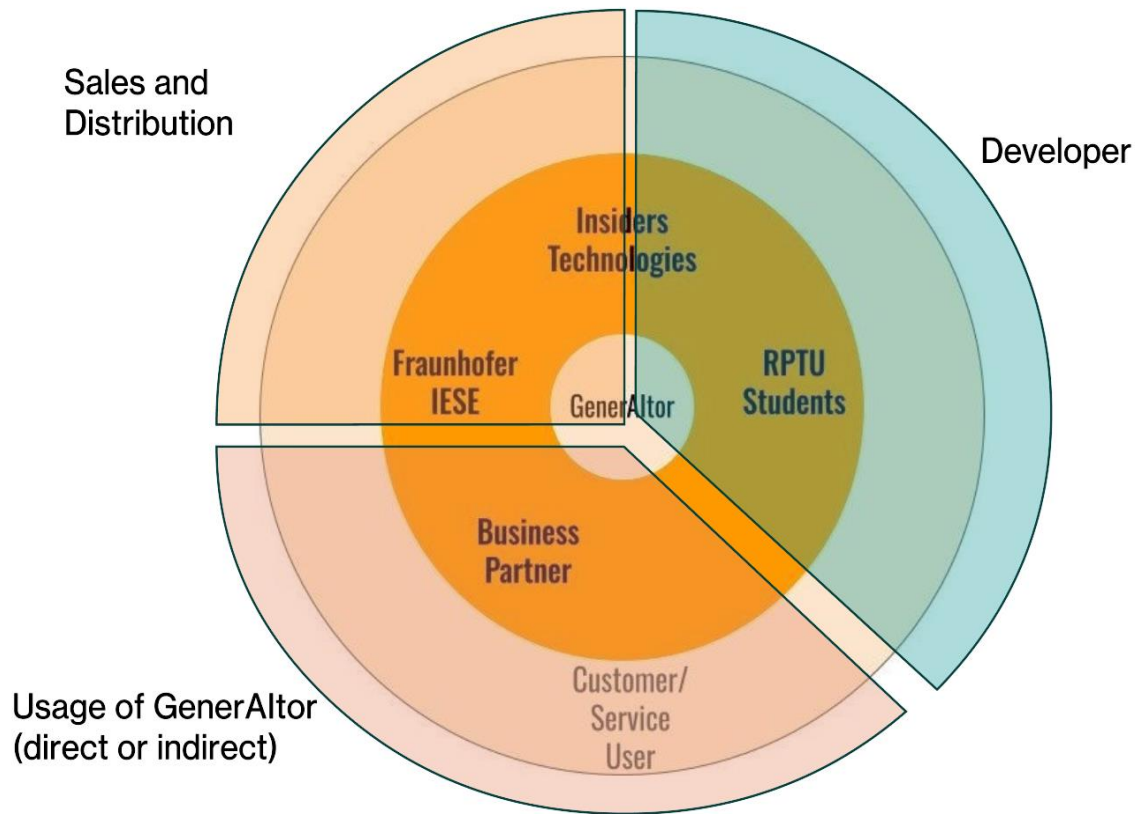 Sales and
Distribution
Developer
Insiders
Technologies
Fraunhofer
IESE
GenerAItor
RPTU
Students
Business
Partner
Customer/
Service
User
Usage of GenerAItor
(direct or indirect)